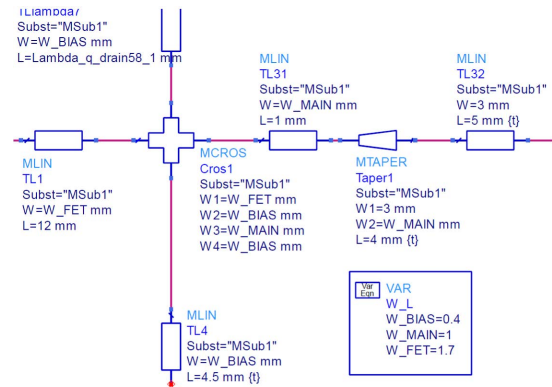 TLlambda7
Subst="MSub1"
W=W_BIAS mm
L=Lambda_q_drain58_1 mm
MLIN
TL31
Subst="MSub1"
W=W_MAIN mm
L=1 mm
MLIN
TL32
Subst="MSub1"
W=3 mm
L=5 mm {t}
MLIN
TL1
Subst="MSub1"
W=W_FET mm
L=12 mm
MCROS
Cros1
Subst="MSub1"
W1=W_FET mm
W2=W_BIAS mm
W3=W_MAIN mm
W4=W_BIAS mm
MTAPER
Taper1
Subst="MSub1"
W1=3 mm
W2=W_MAIN mm
L=4 mm {t}
MLIN
TL4
Subst="MSub1"
W=W_BIAS mm
L=4.5 mm {t}
Var
Eqn
VAR
W_L
W_BIAS=0.4
W_MAIN=1
W_FET=1.7